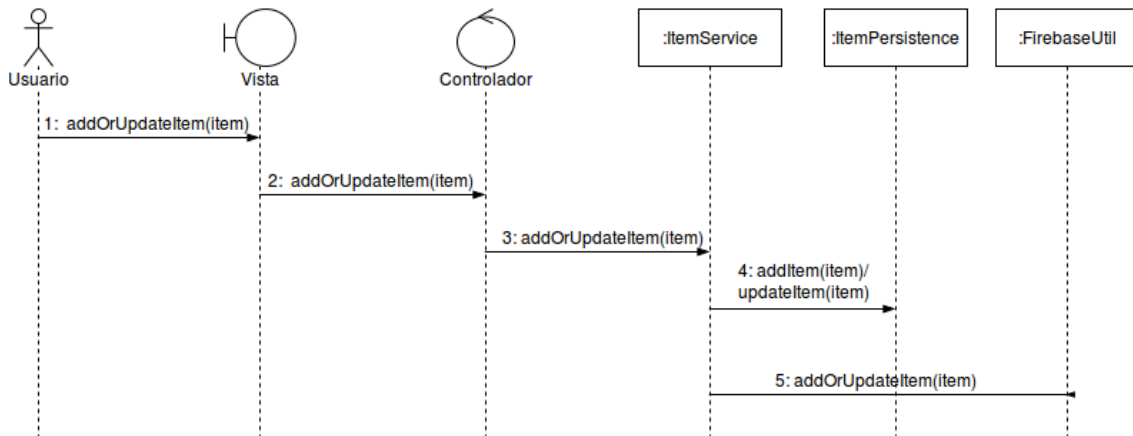 :ItemService
:ItemPersistence
:FirebaseUtil
Usuario
Vista
Controlador
1: addOrUpdateItem(item)
2: addOrUpdateItem(item)
3: addOrUpdateItem(item)
4: addItem(item)/
updateItem(item)
5: addOrUpdateItem(item)